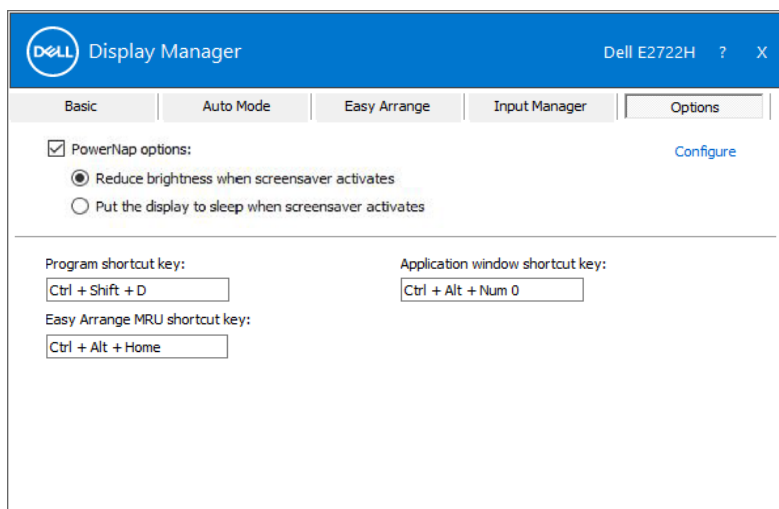 DELL Display Manager Dell E2722H ? X
Basic Auto Mode Easy Arrange Input Manager Options
PowerNap options: Configure
Reduce brightness when screensaver activates
Put the display to sleep when screensaver activates
Program shortcut key: Application window shortcut key:
Ctrl + Shift + D Ctrl + Alt + Num 0
Easy Arrange MRU shortcut key:
Ctrl + Alt + Home